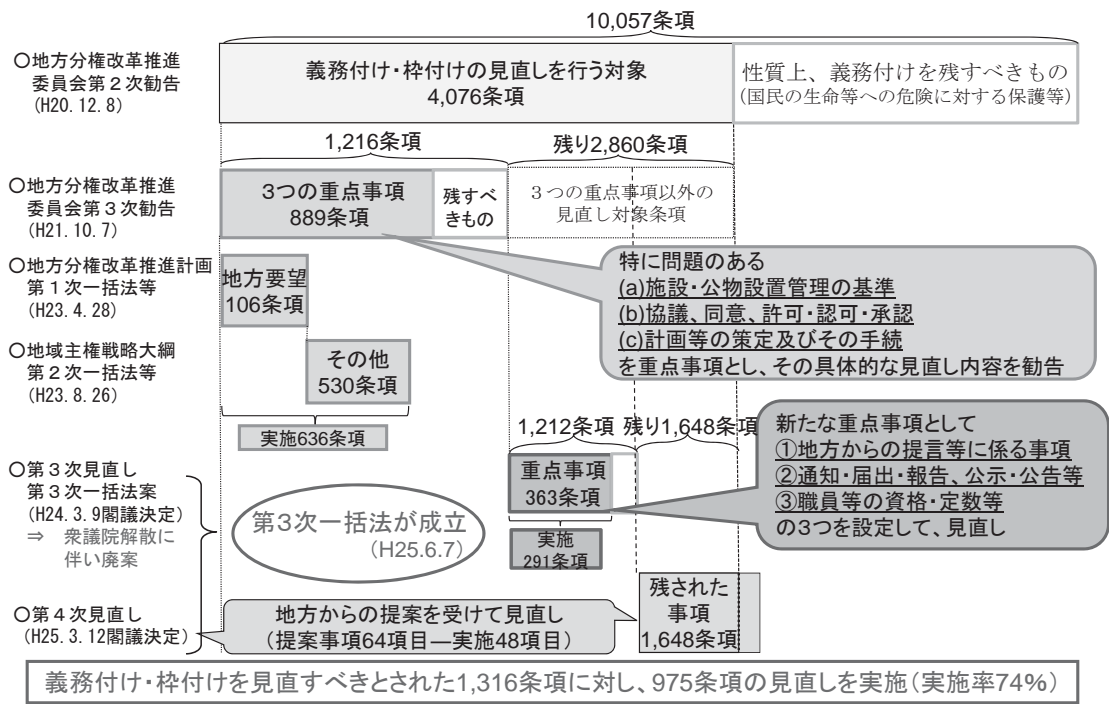 10,057条項
○地方分権改革推進
委員会第2次勧告
(H20.12.8)
義務付け・枠付けの見直しを行う対象
4,076条項
性質上、義務付けを残すべきもの
(国民の生命等への危険に対する保護等)
1,216条項
残り2,860条項
○地方分権改革推進
委員会第3次勧告
(H21.10.7)
3つの重点事項
889条項
残すべ
きもの
３つの重点事項以外の
見直し対象条項
○地方分権改革推進計画
第1次一括法等
(H23.4.28)
地方要望
106条項
特に問題のある
(a)施設・公物設置管理の基準
(b)協議、同意、許可・認可・承認
(c)計画等の策定及びその手続
を重点事項とし、その具体的な見直し内容を勧告
○地域主権戦略大綱
第２次一括法等
(H23.8.26)
その他
530条項
実施636条項
1,212条項
残り1,648条項
○第３次見直し
第３次一括法案
(H24.3.9閣議決定)
⇒ 衆議院解散に
伴い廃案
第３次一括法が成立
(H25.6.7)
重点事項
363条項
実施
291条項
新たな重点事項として
①地方からの提言等に係る事項
②通知・届出・報告、公示・公告等
③職員等の資格・定数等
の3つを設定して、見直し
○第４次見直し
(H25.3.12閣議決定)
地方からの提案を受けて見直し
(提案事項64項目―実施48項目)
残された
事項
1,648条項
義務付け・枠付けを見直すべきとされた1,316条項に対し、975条項の見直しを実施(実施率74%)